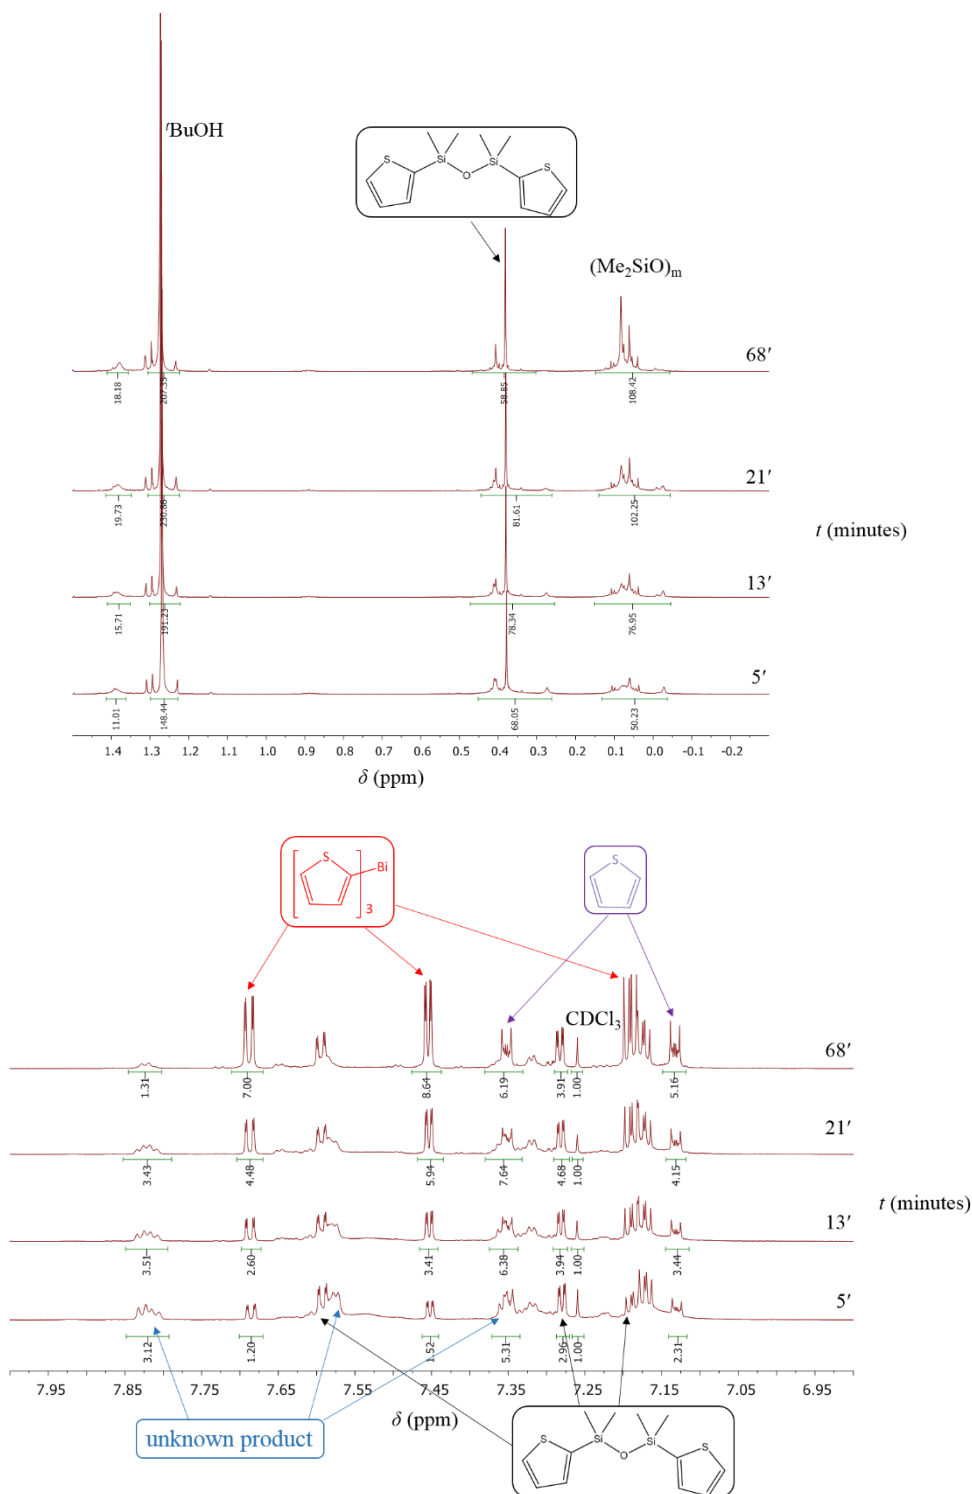 ᵗBuOH
S
Si
O
Si
S
(Me₂SiO)ₘ
68′
18.18
207.35
58.85
108.42
21′
19.73
230.86
81.61
102.25
t (minutes)
13′
15.71
191.23
78.34
76.95
5′
11.01
148.44
68.05
50.23
1.4 1.3 1.2 1.1 1.0 0.9 0.8 0.7 0.6 0.5 0.4 0.3 0.2 0.1 0.0 -0.1 -0.2
δ (ppm)
S
Bi
3
S
CDCl₃
68′
1.31
7.00
8.64
6.19
3.91
1.00
5.16
21′
3.43
4.48
5.94
7.64
4.68
1.00
4.15
t (minutes)
13′
3.51
2.60
3.41
6.38
3.94
1.00
3.44
5′
3.12
1.20
1.52
5.31
2.96
1.00
2.31
7.95 7.85 7.75 7.65 7.55 7.45 7.35 7.25 7.15 7.05 6.95
δ (ppm)
unknown product
S
Si
O
Si
S